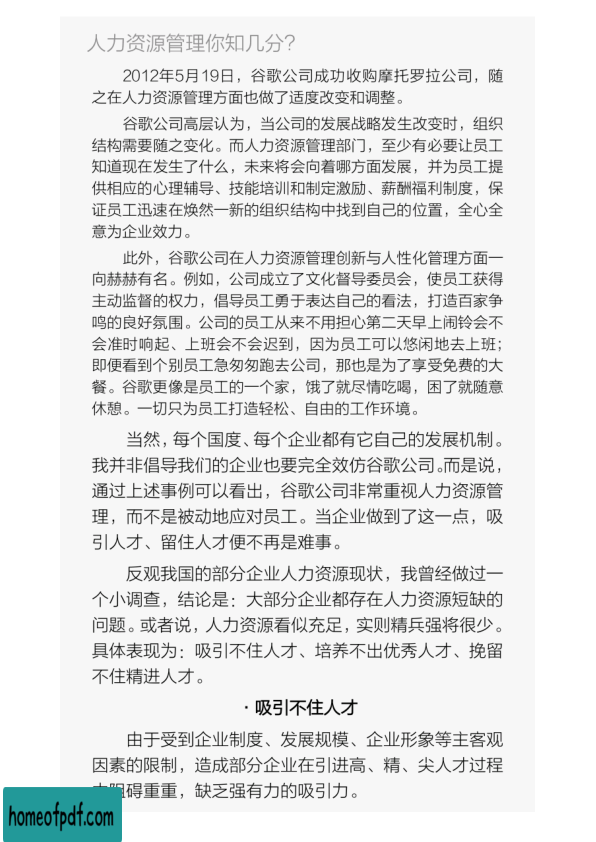 人力资源管理你知几分?
2012年5月19日，谷歌公司成功收购摩托罗拉公司，随
之在人力资源管理方面也做了适度改变和调整。
谷歌公司高层认为，当公司的发展战略发生改变时，组织
结构需要随之变化。而人力资源管理部门，至少有必要让员工
知道现在发生了什么，未来将会向着哪方面发展，并为员工提
供相应的心理辅导、技能培训和制定激励、薪酬福利制度，保
证员工迅速在焕然一新的组织结构中找到自己的位置，全心全
意为企业效力。
此外，谷歌公司在人力资源管理创新与人性化管理方面一
向赫赫有名。例如，公司成立了文化督导委员会，使员工获得
主动监督的权力，倡导员工勇于表达自己的看法，打造百家争
鸣的良好氛围。公司的员工从来不用担心第二天早上闹铃会不
会准时响起、上班会不会迟到，因为员工可以悠闲地去上班；
即便看到个别员工急匆匆跑去公司，那也是为了享受免费的大
餐。谷歌更像是员工的一个家，饿了就尽情吃喝，困了就随意
休憩。一切只为员工打造轻松、自由的工作环境。
当然，每个国度、每个企业都有它自己的发展机制。
我并非倡导我们的企业也要完全效仿谷歌公司。而是说，
通过上述事例可以看出，谷歌公司非常重视人力资源管
理，而不是被动地应对员工。当企业做到了这一点，吸
引人才、留住人才便不再是难事。
反观我国的部分企业人力资源现状，我曾经做过一
个小调查，结论是：大部分企业都存在人力资源短缺的
问题。或者说，人力资源看似充足，实则精兵强将很少。
具体表现为：吸引不住人才、培养不出优秀人才、挽留
不住精进人才。
·吸引不住人才
由于受到企业制度、发展规模、企业形象等主客观
因素的限制，造成部分企业在引进高、精、尖人才过程
阻碍重重，缺乏强有力的吸引力。
homeofpdf.com